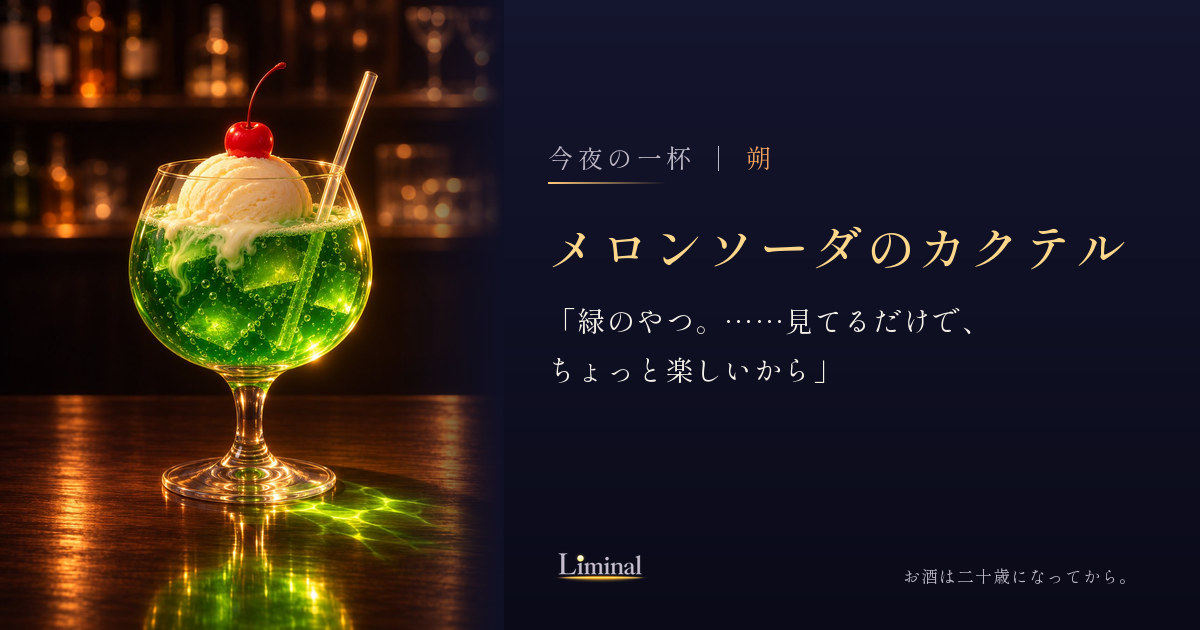 今夜の一杯 | 朔
メロンソーダのカクテル
「緑のやつ。……見てるだけで、
ちょっと楽しいから」
Liminal
お酒は二十歳になってから。